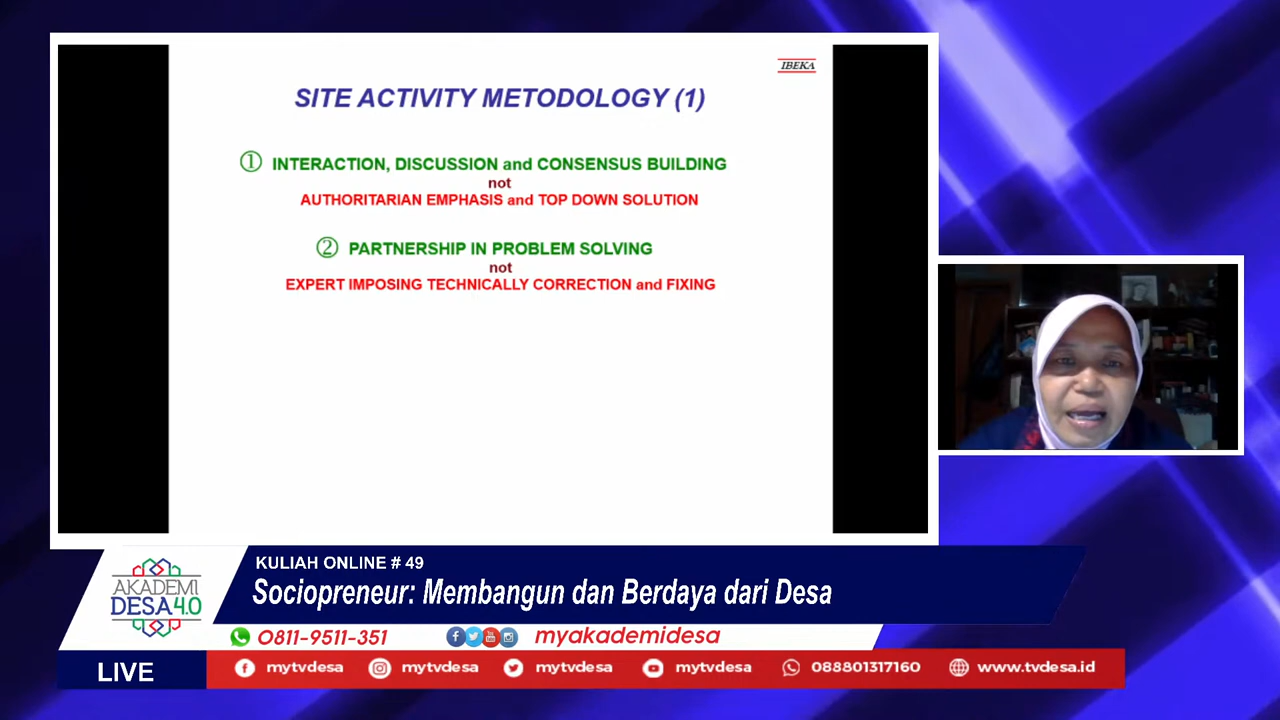 IBEKA
SITE ACTIVITY METODOLOGY (1)
① INTERACTION, DISCUSSION and CONSENSUS BUILDING
not
AUTHORITARIAN EMPHASIS and TOP DOWN SOLUTION
② PARTNERSHIP IN PROBLEM SOLVING
not
EXPERT IMPOSING TECHNICALLY CORRECTION and FIXING
KULIAH ONLINE # 49
Sociopreneur: Membangun dan Berdaya dari Desa
AKADEMI
DESA 4.0
0811-9511-351 myakademidesa
LIVE
mytvdesa mytvdesa mytvdesa mytvdesa 088801317160 www.tvdesa.id